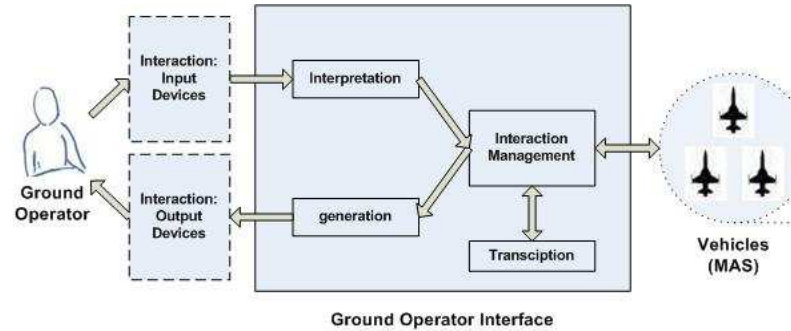 Interaction:
Input
Devices
Interpretation
Interaction
Management
Ground
Operator
Interaction:
Output
Devices
generation
Transciption
Vehicles
(MAS)
Ground Operator Interface